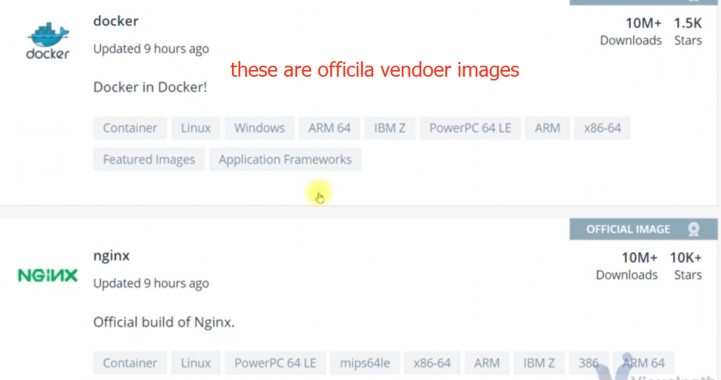 docker
10M+ 1.5K
docker
Updated 9 hours ago
Downloads Stars
these are officila vendoer images
Docker in Docker!
Container Linux Windows ARM 64 IBM Z PowerPC 64 LE ARM x86-64
Featured Images Application Frameworks
OFFICIAL IMAGE
nginx
10M+ 10K+
NGINX
Updated 9 hours ago
Downloads Stars
Official build of Nginx.
Container Linux PowerPC 64 LE mips64le x86-64 ARM IBM Z 386 ARM 64